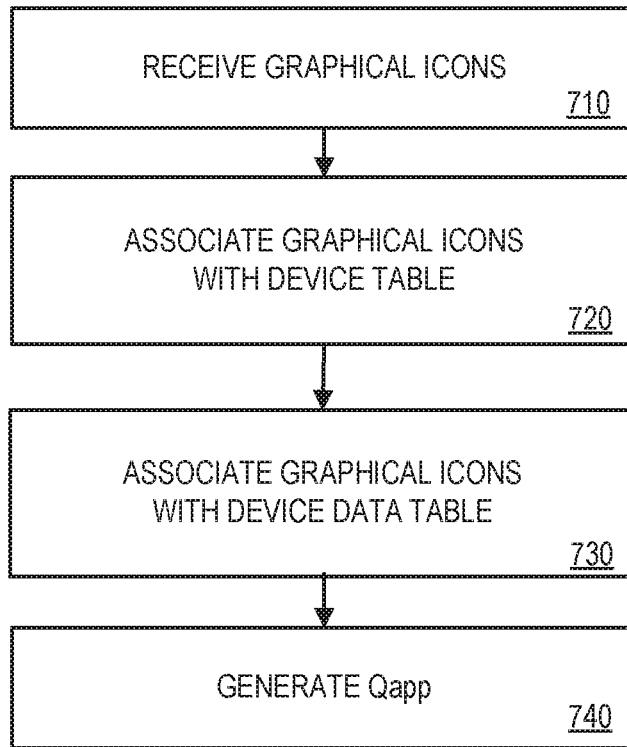 RECEIVE GRAPHICAL ICONS
710
ASSOCIATE GRAPHICAL ICONS
WITH DEVICE TABLE
720
ASSOCIATE GRAPHICAL ICONS
WITH DEVICE DATA TABLE
730
GENERATE Qapp
740